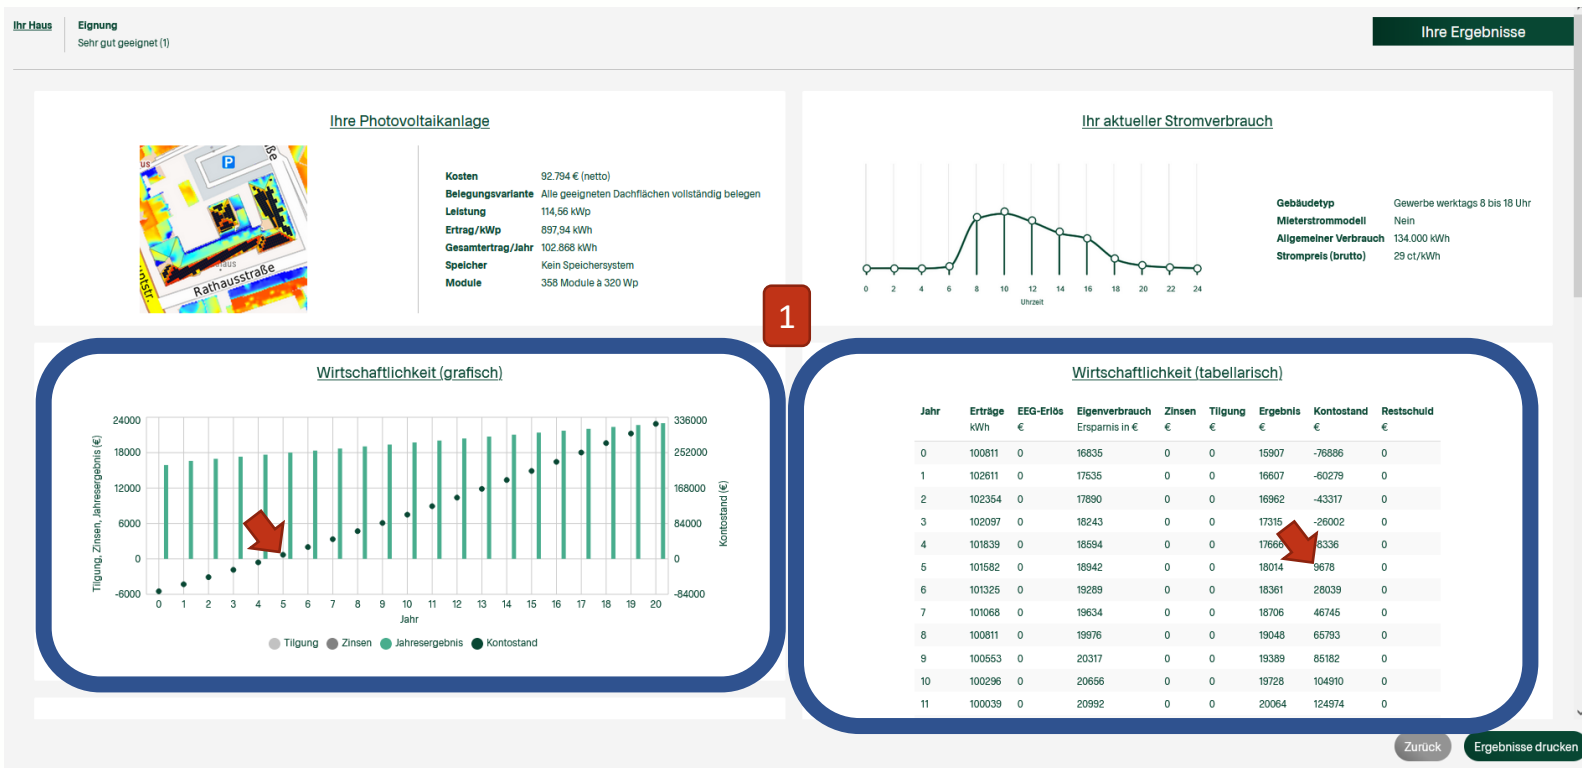 Ihr Haus
Eignung
Sehr gut geeignet (1)
Ihre Ergebnisse
Ihre Photovoltaikanlage
P
Rathausstraße
Kosten 92.794 € (netto)
Belegungsvariante Alle geeigneten Dachflächen vollständig belegen
Leistung 114,56 kWp
Ertrag/kWp 897,94 kWh
Gesamtertrag/Jahr 102.868 kWh
Speicher Kein Speichersystem
Module 358 Module à 320 Wp
Ihr aktueller Stromverbrauch
0 2 4 6 8 10 12 14 16 18 20 22 24
Uhrzeit
Gebäudetyp Gewerbe werktags 8 bis 18 Uhr
Mieterstrommodell Nein
Allgemeiner Verbrauch 134.000 kWh
Strompreis (brutto) 29 ct/kWh
1
Wirtschaftlichkeit (grafisch)
Tilgung, Zinsen, Jahresergebnis (€)
24000
18000
12000
6000
0
-6000
336000
252000
168000
84000
0
-84000
Kontostand (€)
0 1 2 3 4 5 6 7 8 9 10 11 12 13 14 15 16 17 18 19 20
Jahr
Tilgung Zinsen Jahresergebnis Kontostand
Wirtschaftlichkeit (tabellarisch)
Jahr Erträge EEG-Erlös Eigenverbrauch Zinsen Tilgung Ergebnis Kontostand Restschuld
kWh € Ersparnis in € € € € € €
0 100811 0 16835 0 0 15907 -76886 0
1 102611 0 17535 0 0 16607 -60279 0
2 102354 0 17890 0 0 16962 -43317 0
3 102097 0 18243 0 0 17315 -26002 0
4 101839 0 18594 0 0 17666 8336 0
5 101582 0 18942 0 0 18014 9678 0
6 101325 0 19289 0 0 18361 28039 0
7 101068 0 19634 0 0 18706 46745 0
8 100811 0 19976 0 0 19048 65793 0
9 100553 0 20317 0 0 19389 85182 0
10 100296 0 20656 0 0 19728 104910 0
11 100039 0 20992 0 0 20064 124974 0
Zurück
Ergebnisse drucken